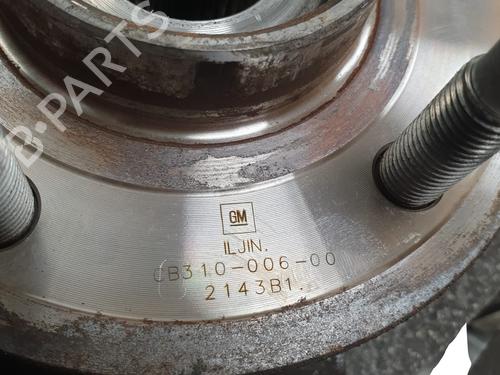 B-PARTS
GM
ILJIN.
CB310-006-00
2143B1.